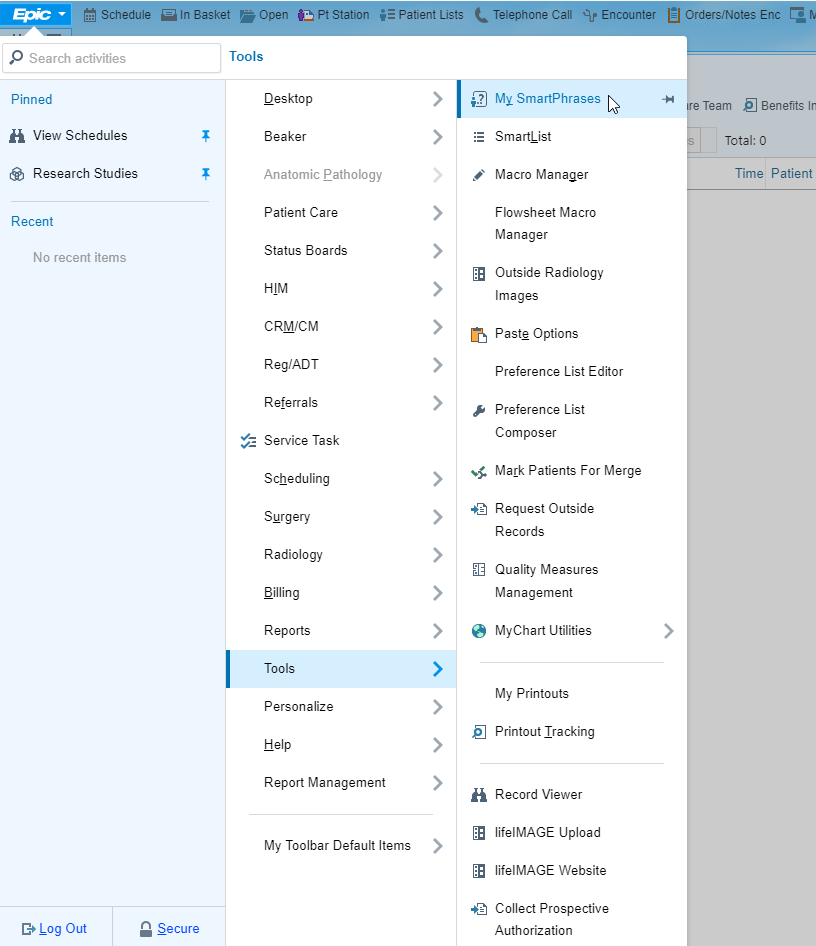 Epic Schedule In Basket Open Pt Station Patient Lists Telephone Call Encounter Orders/Notes Enc
Search activities
Tools
Pinned
View Schedules
Research Studies
Recent
No recent items
Log Out
Secure
Desktop
Beaker
Anatomic Pathology
Patient Care
Status Boards
HIM
CRM/CM
Reg/ADT
Referrals
Service Task
Scheduling
Surgery
Radiology
Billing
Reports
Tools
Personalize
Help
Report Management
My Toolbar Default Items
My SmartPhrases
SmartList
Macro Manager
Flowsheet Macro
Manager
Outside Radiology
Images
Paste Options
Preference List Editor
Preference List
Composer
Mark Patients For Merge
Request Outside
Records
Quality Measures
Management
MyChart Utilities
My Printouts
Printout Tracking
Record Viewer
lifeIMAGE Upload
lifeIMAGE Website
Collect Prospective
Authorization
Team Benefits
Total: 0
Time Patient